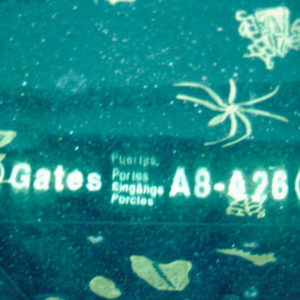 Gates
Puertas,
Portes
Eingänge
Porcles
A8-A26